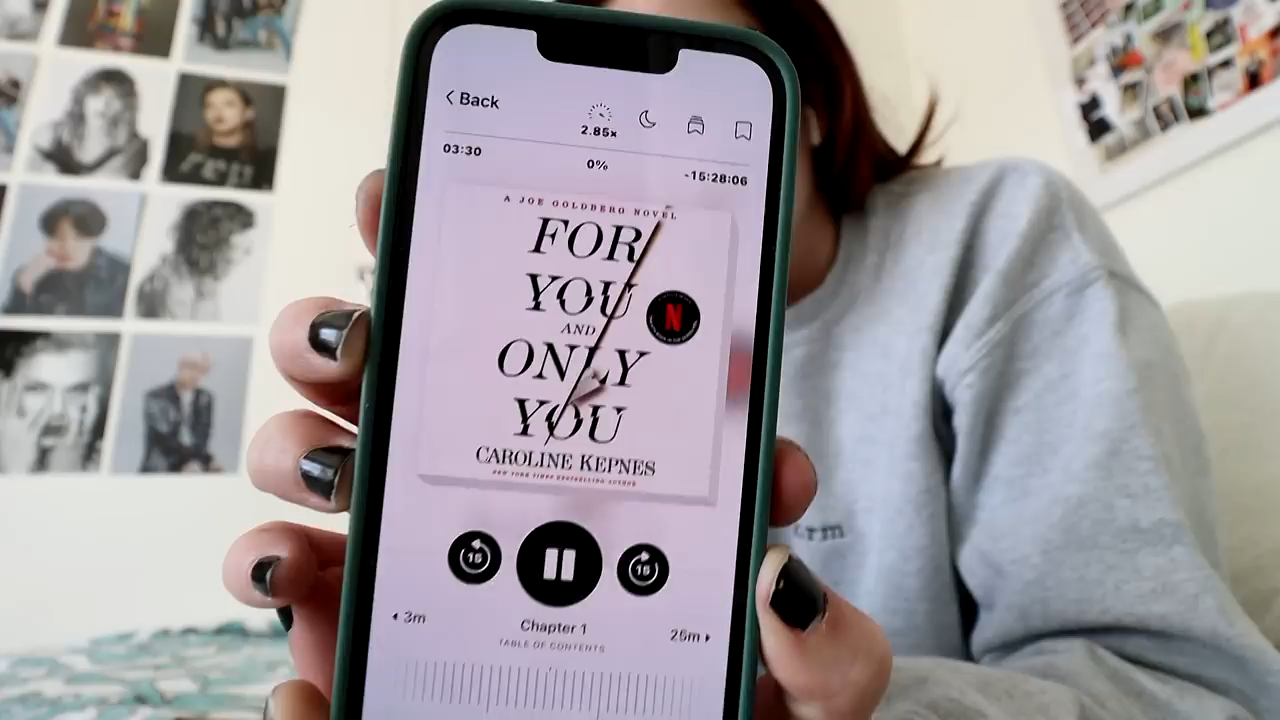 Back
2.85×
03:30
0%
-15:28:06
A JOE GOLDBERG NOVEL
FOR
YOU
AND
ONLY
YOU
N
CAROLINE KEPNES
NEW YORK TIMES BESTSELLING AUTHOR
15
15
3m
Chapter 1
25m
TABLE OF CONTENTS